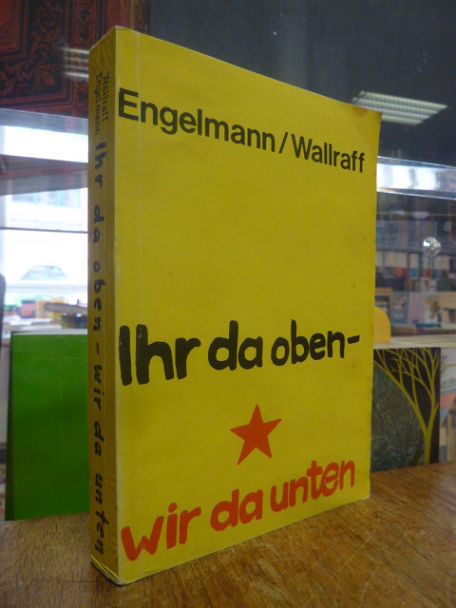 Engelmann/Wallraff
Ihr da oben-
wir da unten
Wallraff
Engelmann
Ihr da oben - wir da unten